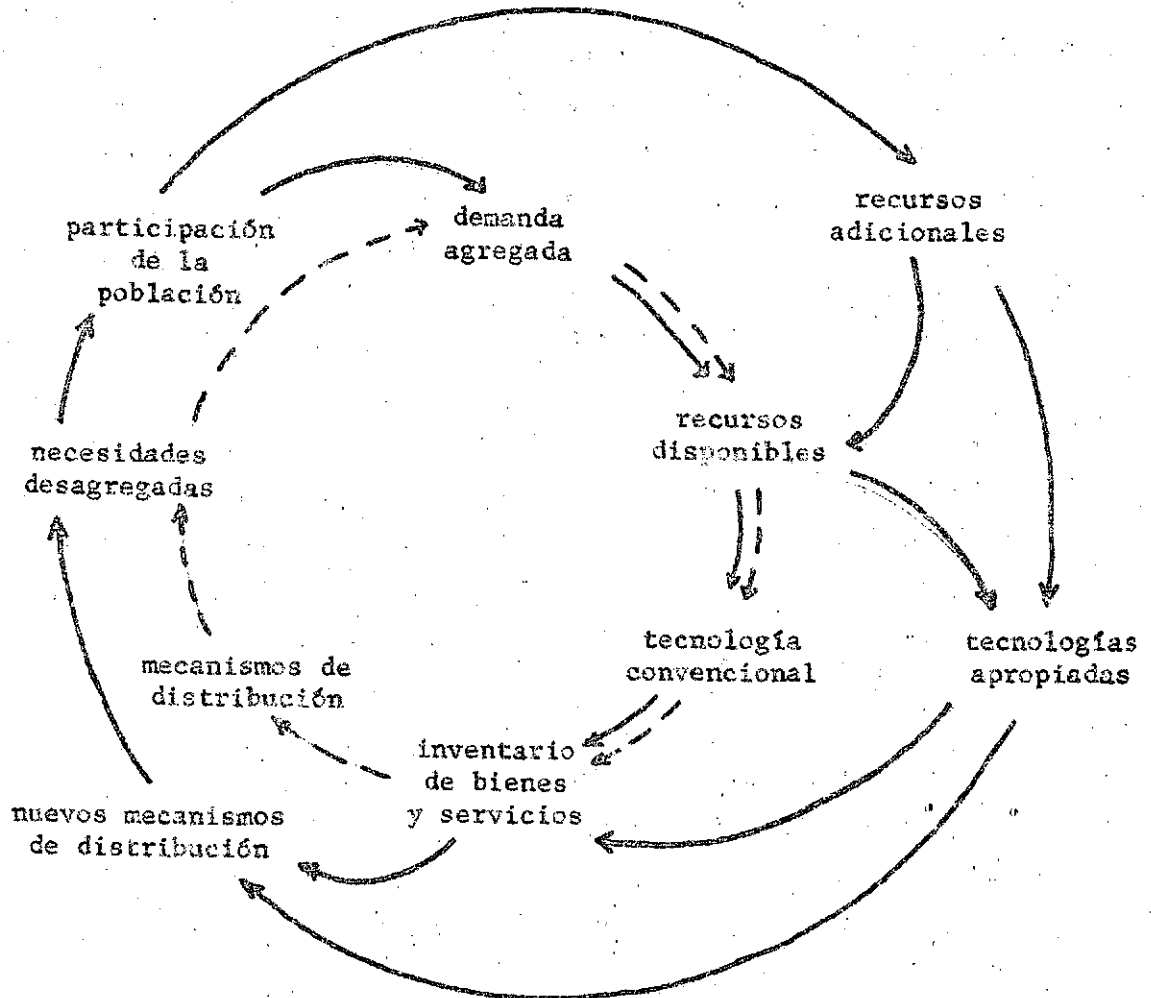 participación
de la
población
demanda
agregada
recursos
adicionales
recursos
disponibles
necesidades
desagregadas
tecnología
convencional
tecnologías
apropiadas
mecanismos de
distribución
inventario
de bienes
y servicios
nuevos mecanismos
de distribución